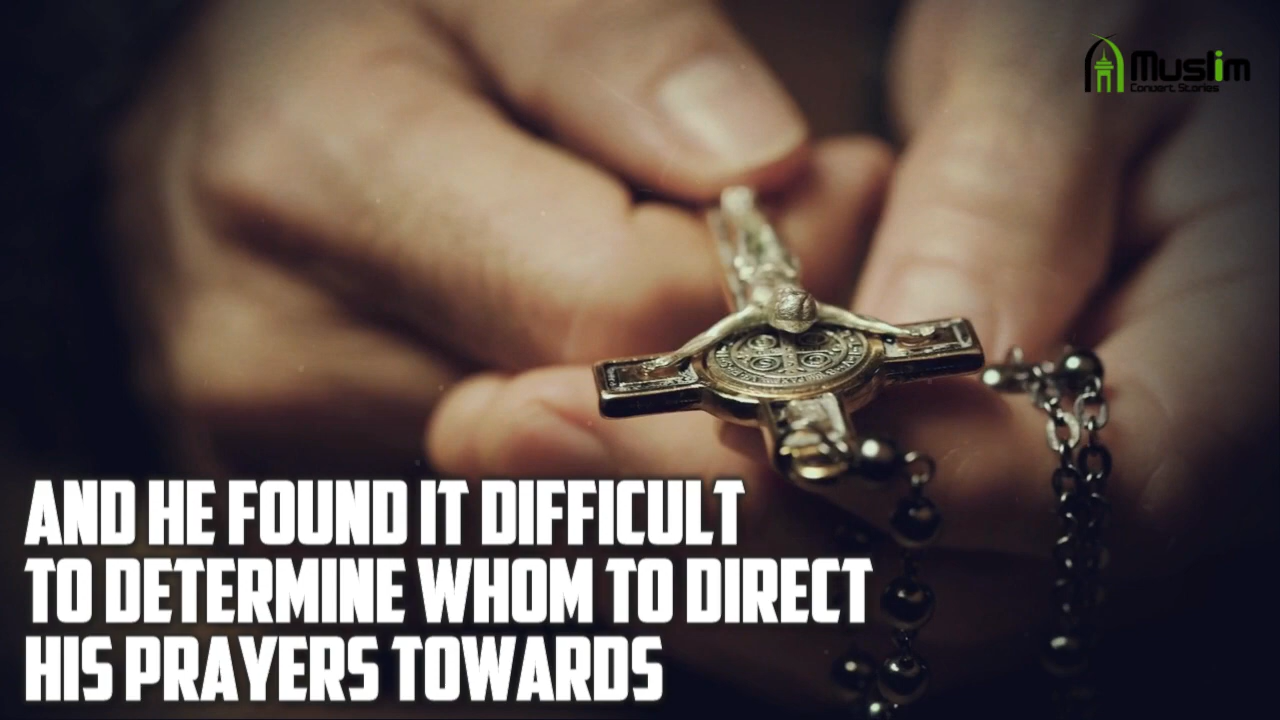 Muslim
Convert Stories
AND HE FOUND IT DIFFICULT
TO DETERMINE WHOM TO DIRECT
HIS PRAYERS TOWARDS